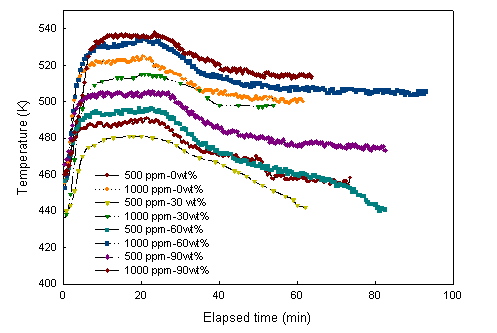 540
520
500
480
460
440
420
400
Temperature (K)
500 ppm-0wt%
1000 ppm-0wt%
500 ppm-30 wt%
1000 ppm-30wt%
500 ppm-60wt%
1000 ppm-60wt%
500 ppm-90wt%
1000 ppm-90wt%
0 20 40 60 80 100
Elapsed time (min)